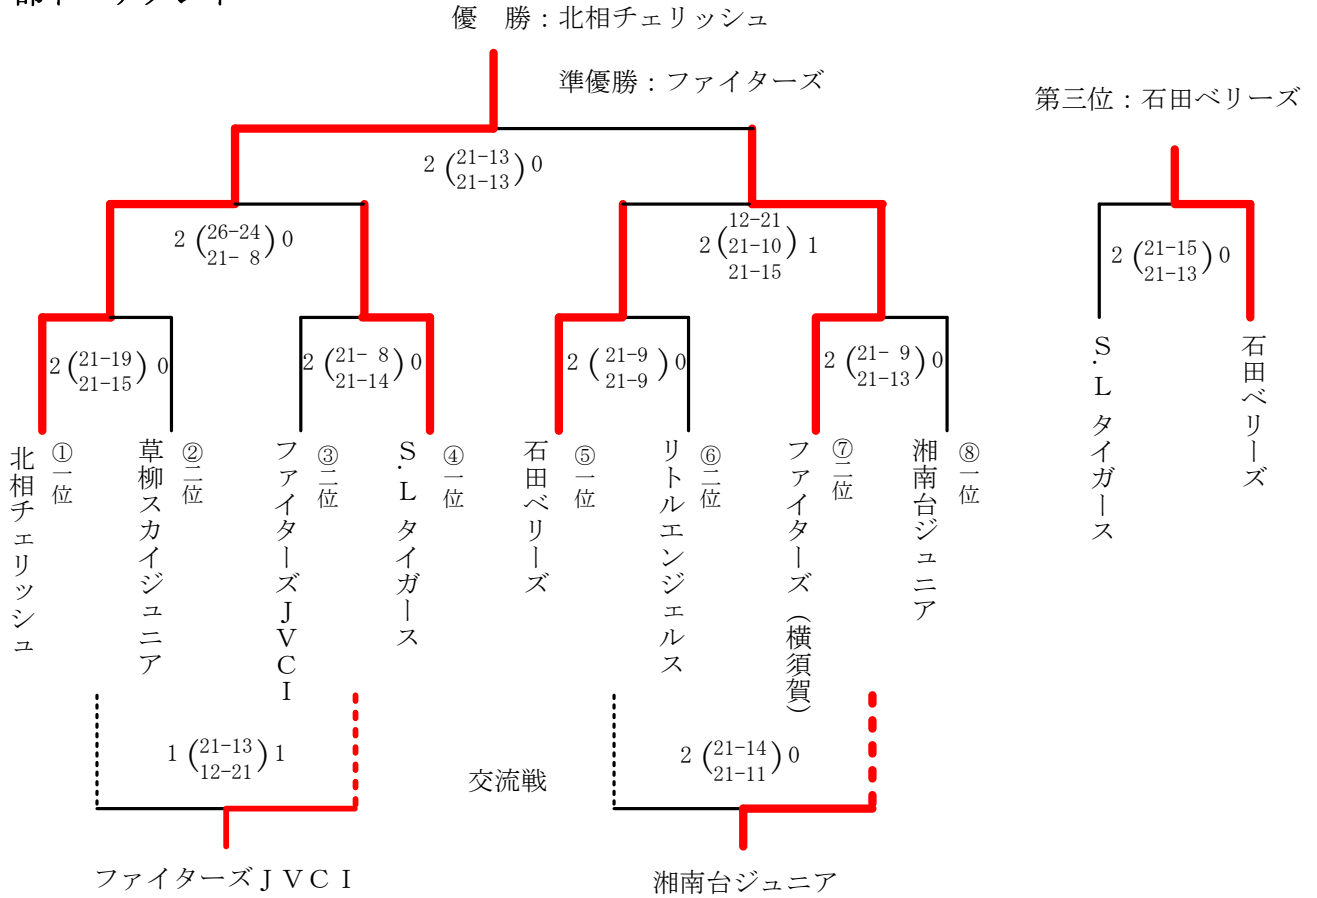 優　勝：北相チェリッシュ
準優勝：ファイターズ
第三位：石田ベリーズ
2 (21-13 21-13) 0
2 (26-24 21- 8) 0
2 (12-21 21-10 21-15) 1
2 (21-15 21-13) 0
2 (21-19 21-15) 0
2 (21- 8 21-14) 0
2 (21-9 21-9) 0
2 (21- 9 21-13) 0
①一位
北相チェリッシュ
②二位
草柳スカイジュニア
③二位
ファイターズＪＶＣＩ
④一位
Ｓ.Ｌタイガース
⑤一位
石田ベリーズ
⑥二位
リトルエンジェルス
⑦二位
ファイターズ（横須賀）
⑧一位
湘南台ジュニア
Ｓ.Ｌタイガース
石田ベリーズ
1 (21-13 12-21) 1
交流戦
2 (21-14 21-11) 0
ファイターズＪＶＣＩ
湘南台ジュニア